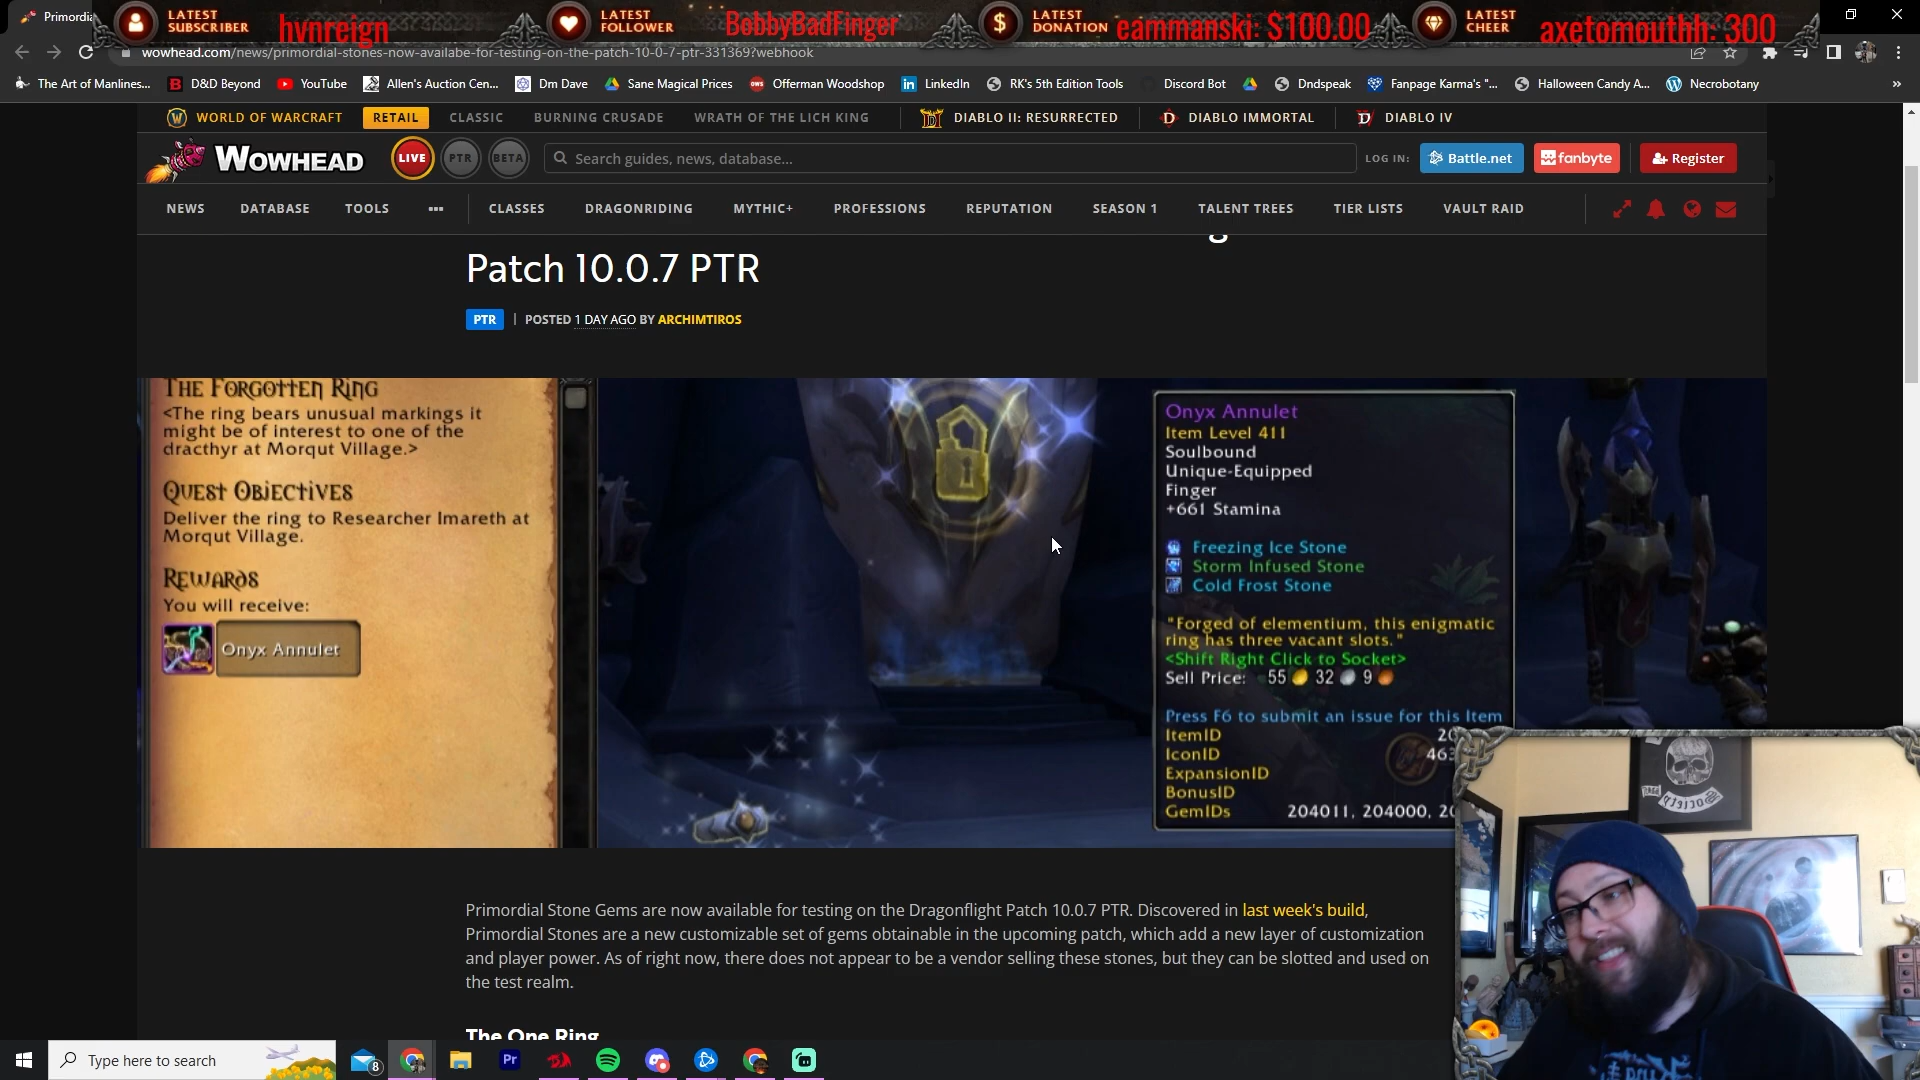 Primordi
LATEST SUBSCRIBER
hvnreign
LATEST FOLLOWER
BobbyBadFinger
LATEST DONATION
eammanski: $100.00
LATEST CHEER
axetomouthh: 300
wowhead.com/news/primordial-stones-now-availabe-for-testing-on-the-patch-10-0-7-ptr-331369?webhook
The Art of Manlines...
D&D Beyond
YouTube
Allen's Auction Cen...
Dm Dave
Sane Magical Prices
Offerman Woodshop
LinkedIn
RK's 5th Edition Tools
Discord Bot
Dndspeak
Fanpage Karma's "...
Halloween Candy A...
Necrobotany
»
WORLD OF WARCRAFT
RETAIL
CLASSIC
BURNING CRUSADE
WRATH OF THE LICH KING
DIABLO II: RESURRECTED
DIABLO IMMORTAL
DIABLO IV
WOWHEAD
LIVE
PTR
BETA
Search guides, news, database...
LOG IN:
Battle.net
fanbyte
Register
NEWS
DATABASE
TOOLS
•••
CLASSES
DRAGONRIDING
MYTHIC+
PROFESSIONS
REPUTATION
SEASON 1
TALENT TREES
TIER LISTS
VAULT RAID
Patch 10.0.7 PTR
PTR | POSTED 1 DAY AGO BY ARCHIMTIROS
The Forgotten Ring
<The ring bears unusual markings it
might be of interest to one of the
dracthyr at Morqut Village.>
Quest Objectives
Deliver the ring to Researcher Imareth at
Morqut Village.
Rewards
You will receive:
Onyx Annulet
Onyx Annulet
Item Level 411
Soulbound
Unique-Equipped
Finger
+661 Stamina
Freezing Ice Stone
Storm Infused Stone
Cold Frost Stone
"Forged of elementium, this enigmatic
ring has three vacant slots."
<Shift Right Click to Socket>
Sell Price: 55 32 9
Press F6 to submit an issue for this Item
ItemID 20
IconID 463
ExpansionID
BonusID
GemIDs 204011, 204000, 20
Primordial Stone Gems are now available for testing on the Dragonflight Patch 10.0.7 PTR. Discovered in last week's build,
Primordial Stones are a new customizable set of gems obtainable in the upcoming patch, which add a new layer of customization
and player power. As of right now, there does not appear to be a vendor selling these stones, but they can be slotted and used on
the test realm.
The One Ring
Type here to search
8
Pr